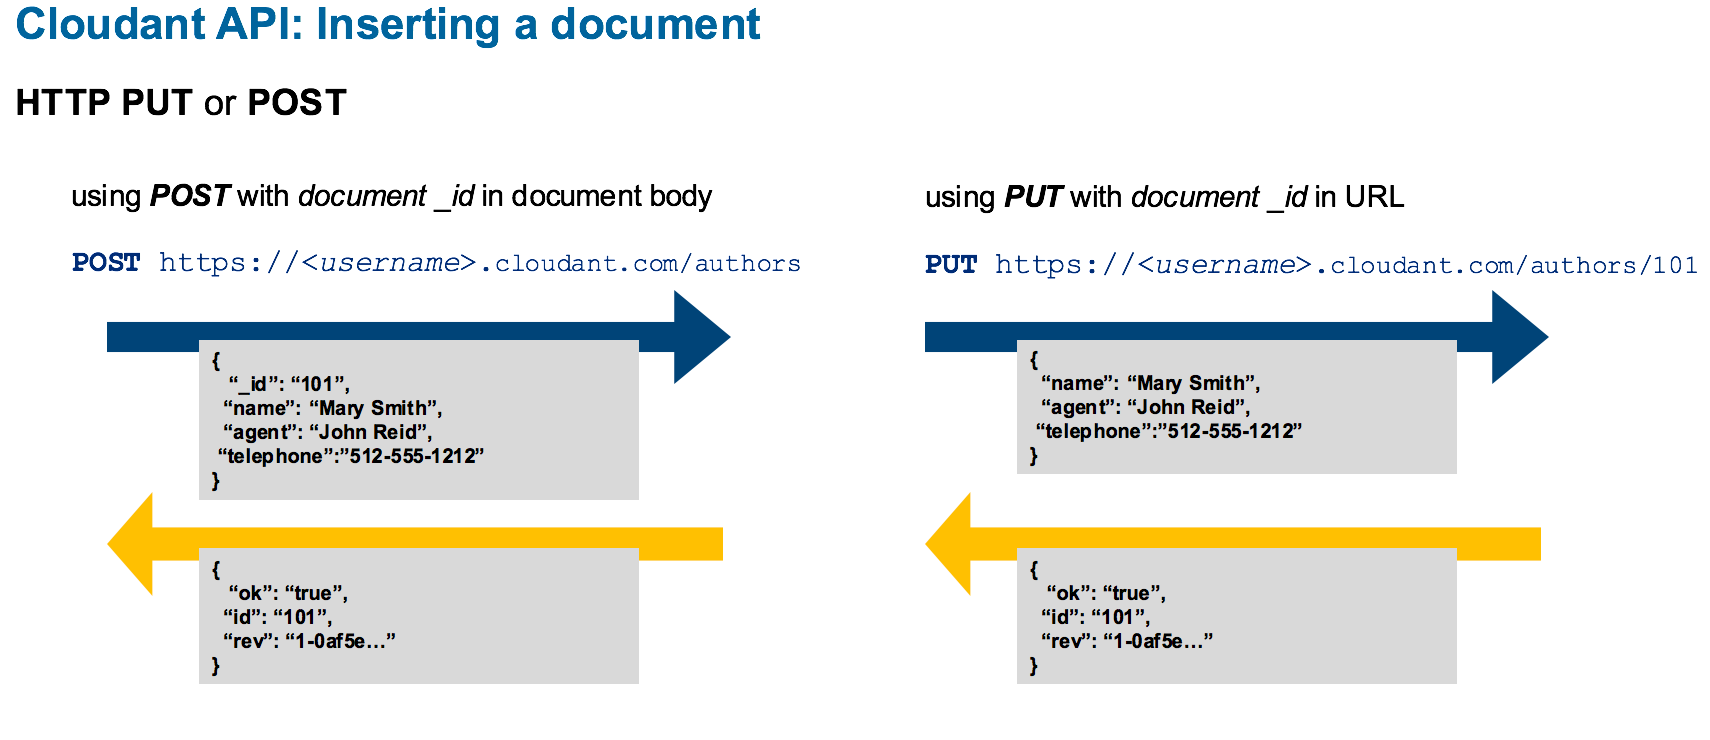 Cloudant API: Inserting a document
HTTP PUT or POST
using POST with document _id in document body
POST https://<username>.cloudant.com/authors
{
“_id”: “101”,
“name”: “Mary Smith”,
“agent”: “John Reid”,
“telephone”:”512-555-1212”
}
{
“ok”: “true”,
“id”: “101”,
“rev”: “1-0af5e…”
}
using PUT with document _id in URL
PUT https://<username>.cloudant.com/authors/101
{
“name”: “Mary Smith”,
“agent”: “John Reid”,
“telephone”:”512-555-1212”
}
{
“ok”: “true”,
“id”: “101”,
“rev”: “1-0af5e…”
}